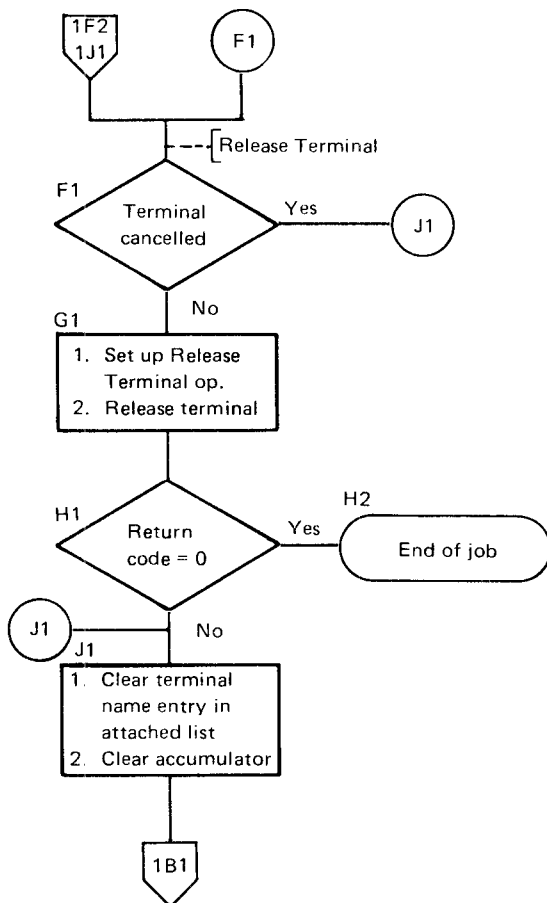 1F2
1J1
F1
Release Terminal
F1
Terminal
cancelled
Yes
J1
No
G1
1. Set up Release
Terminal op.
2. Release terminal
H1
Return
code = 0
Yes
H2
End of job
J1
No
J1
1. Clear terminal
name entry in
attached list
2. Clear accumulator
1B1